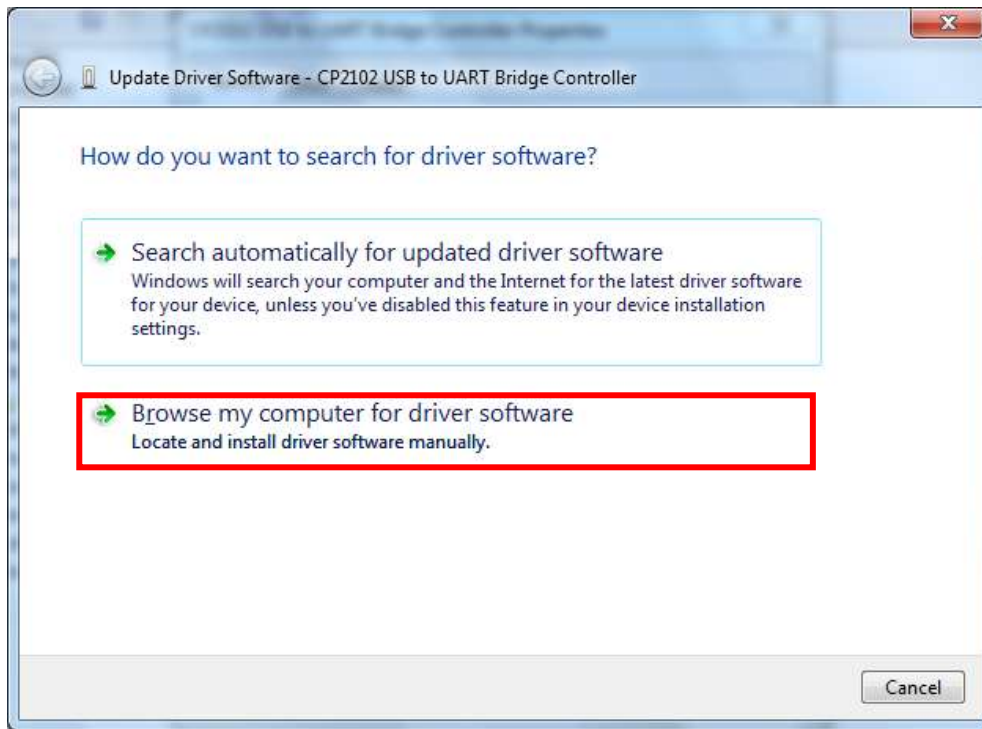 Update Driver Software - CP2102 USB to UART Bridge Controller
How do you want to search for driver software?
Search automatically for updated driver software
Windows will search your computer and the Internet for the latest driver software
for your device, unless you've disabled this feature in your device installation
settings.
Browse my computer for driver software
Locate and install driver software manually.
Cancel